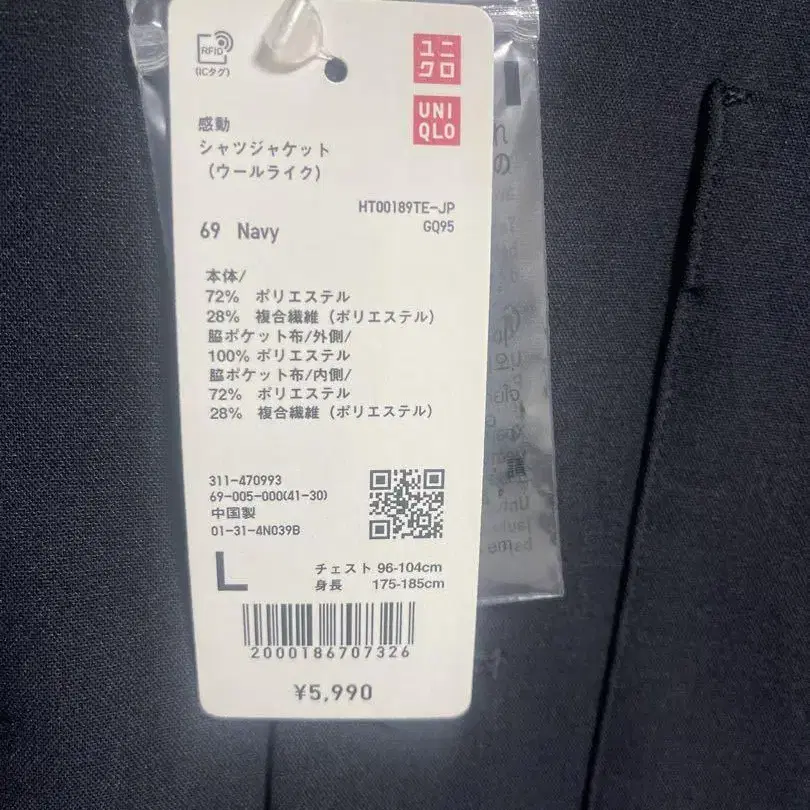 RFID
(ICタグ)
ユニ
クロ
UNI
QLO
感動
シャツジャケット
（ウールライク）
HT00189TE-JP
GQ95
69 Navy
本体/
72% ポリエステル
28% 複合繊維（ポリエステル）
脇ポケット布/外側/
100% ポリエステル
脇ポケット布/内側/
72% ポリエステル
28% 複合繊維（ポリエステル）
311-470993
69-005-000(41-30)
中国製
01-31-4N039B
L
チェスト 96-104cm
身長 175-185cm
2000186707326
¥5,990